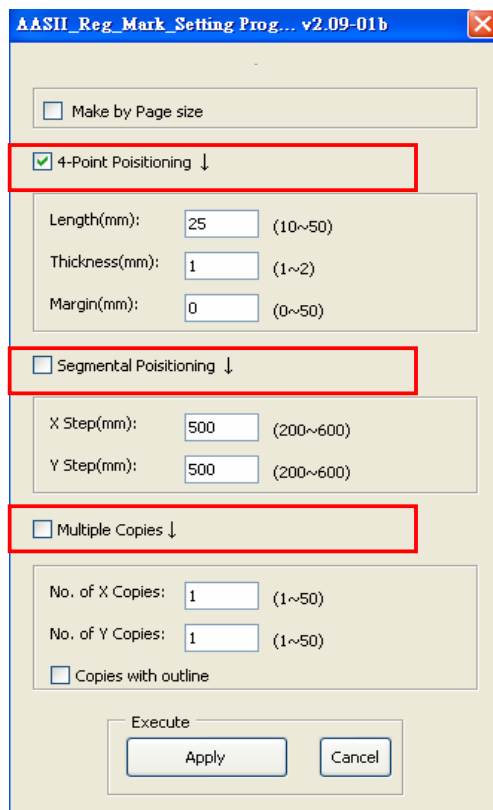 AASII_Reg_Mark_Setting Prog... v2.09-01b
Make by Page size
4-Point Poisitioning ↓
Length(mm): 25 (10~50)
Thickness(mm): 1 (1~2)
Margin(mm): 0 (0~50)
Segmental Poisitioning ↓
X Step(mm): 500 (200~600)
Y Step(mm): 500 (200~600)
Multiple Copies ↓
No. of X Copies: 1 (1~50)
No. of Y Copies: 1 (1~50)
Copies with outline
Execute
Apply Cancel